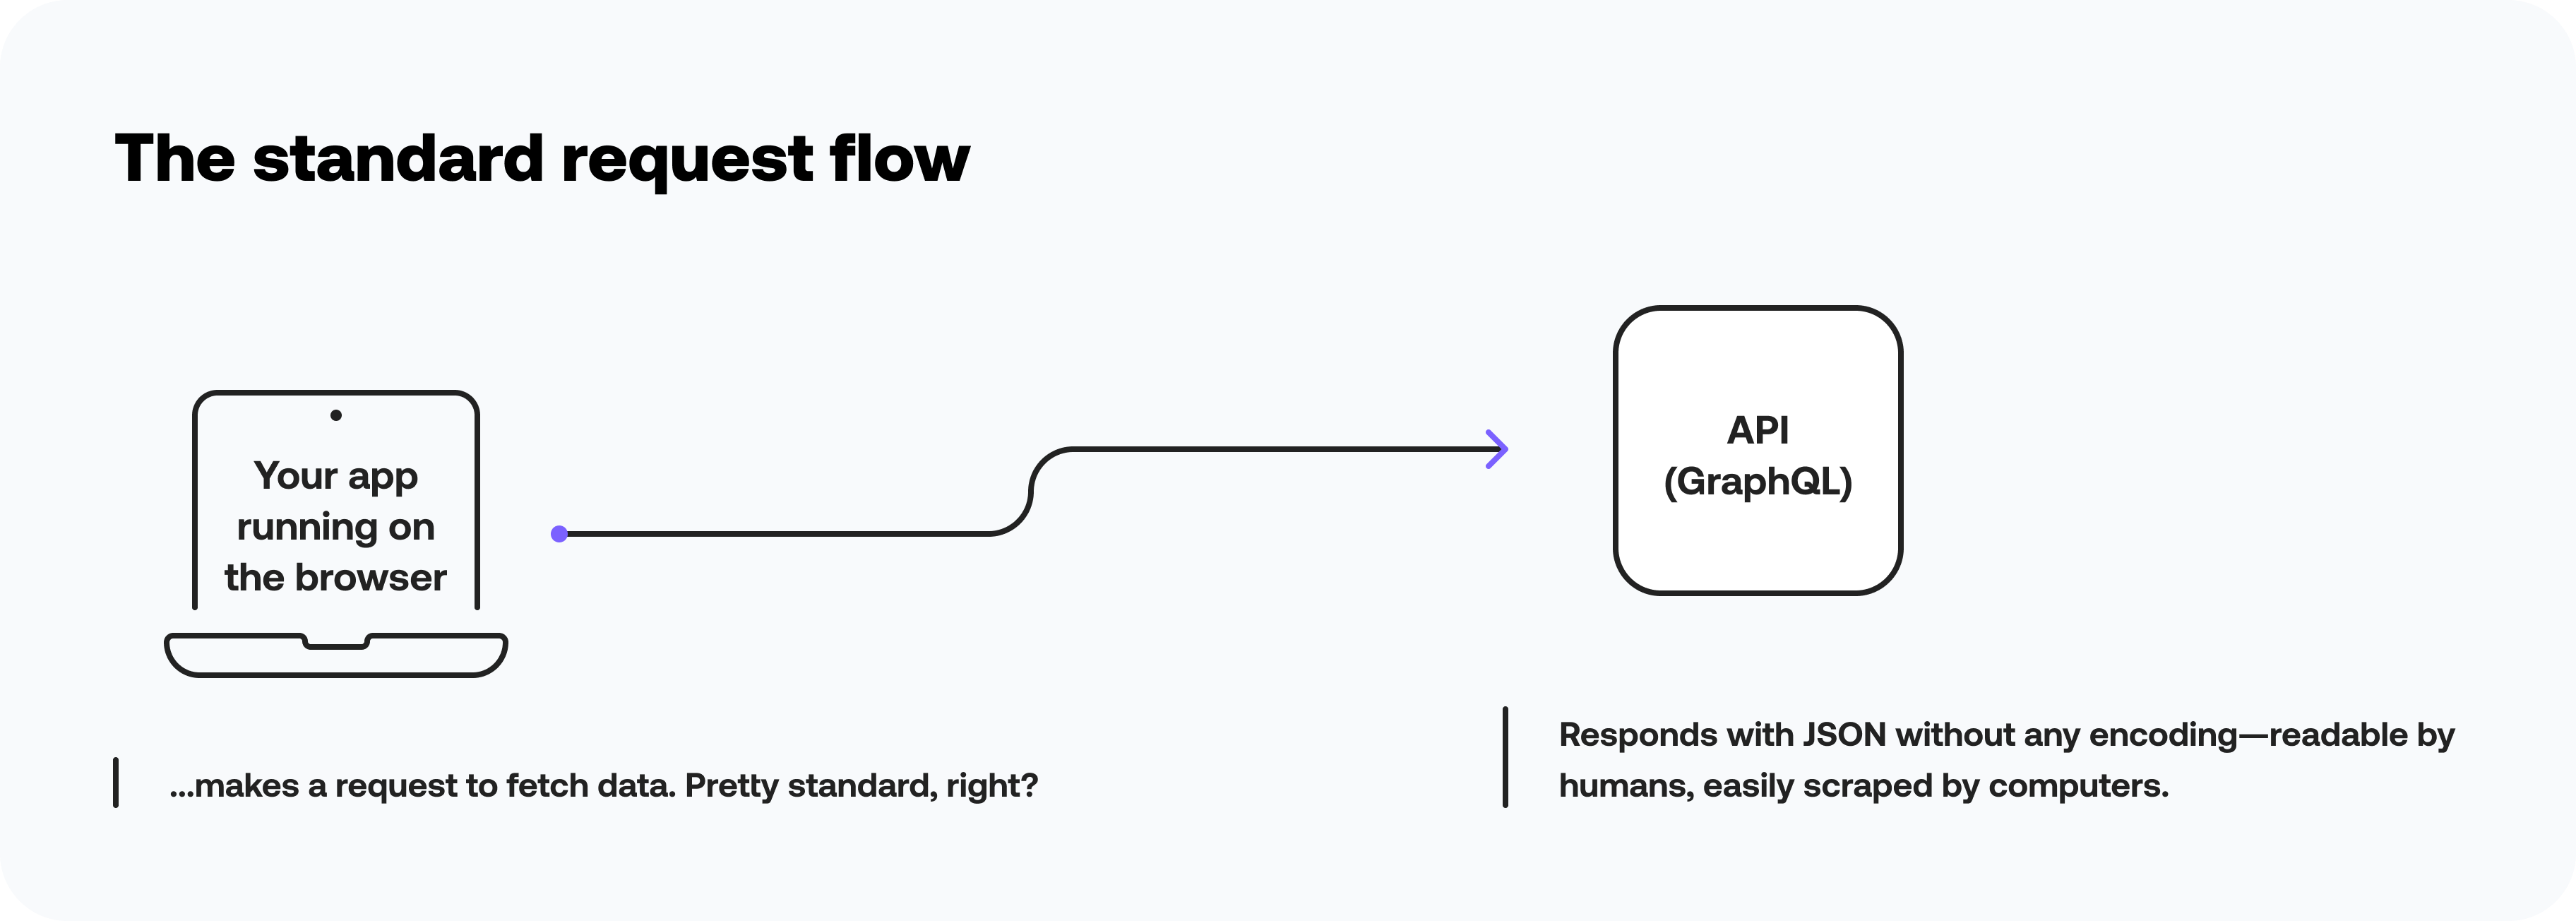 The standard request flow
Your app
running on
the browser
API
(GraphQL)
...makes a request to fetch data. Pretty standard, right?
Responds with JSON without any encoding—readable by
humans, easily scraped by computers.